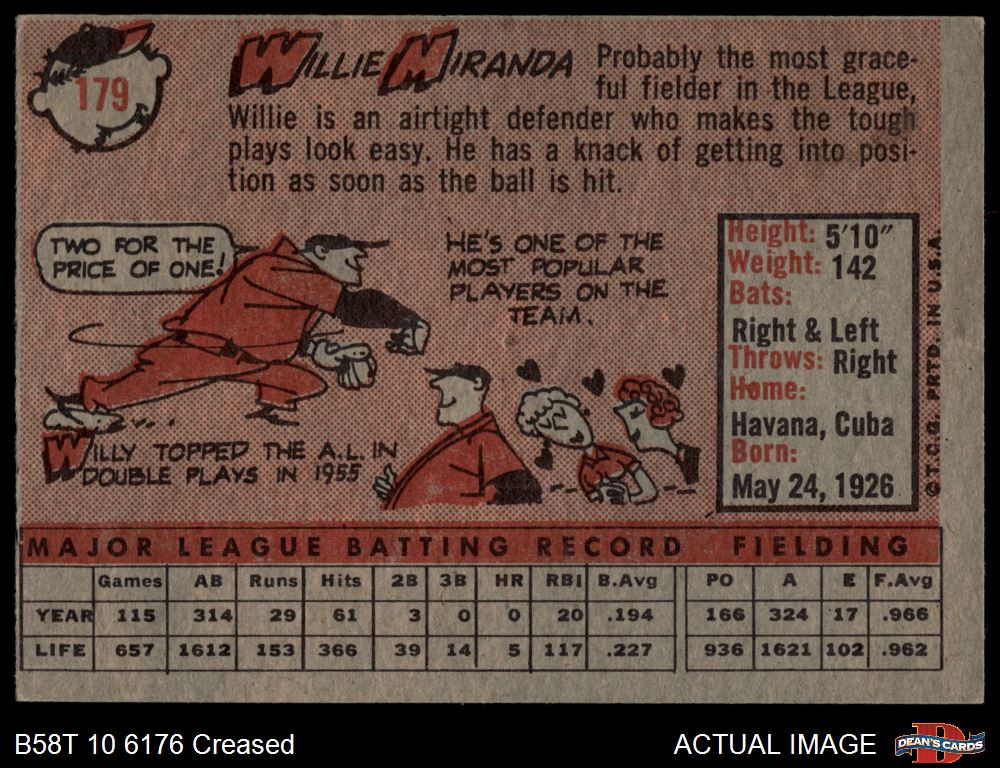 179
WILLIE MIRANDA
Probably the most grace-
ful fielder in the League,
Willie is an airtight defender who makes the tough
plays look easy. He has a knack of getting into posi-
tion as soon as the ball is hit.
TWO FOR THE
PRICE OF ONE!
HE'S ONE OF THE
MOST POPULAR
PLAYERS ON THE
TEAM.
WILLY TOPPED THE A.L. IN
DOUBLE PLAYS IN 1955
Height: 5'10"
Weight: 142
Bats:
Right & Left
Throws: Right
Home:
Havana, Cuba
Born:
May 24, 1926
© T.C.G. PRTD. IN U.S.A.
MAJOR LEAGUE BATTING RECORD FIELDING
Games AB Runs Hits 2B 3B HR RBI B.Avg PO A E F.Avg
YEAR 115 314 29 61 3 0 0 20 .194 166 324 17 .966
LIFE 657 1612 153 366 39 14 5 117 .227 936 1621 102 .962
B58T 10 6176 Creased
ACTUAL IMAGE
D
DEAN'S CARDS